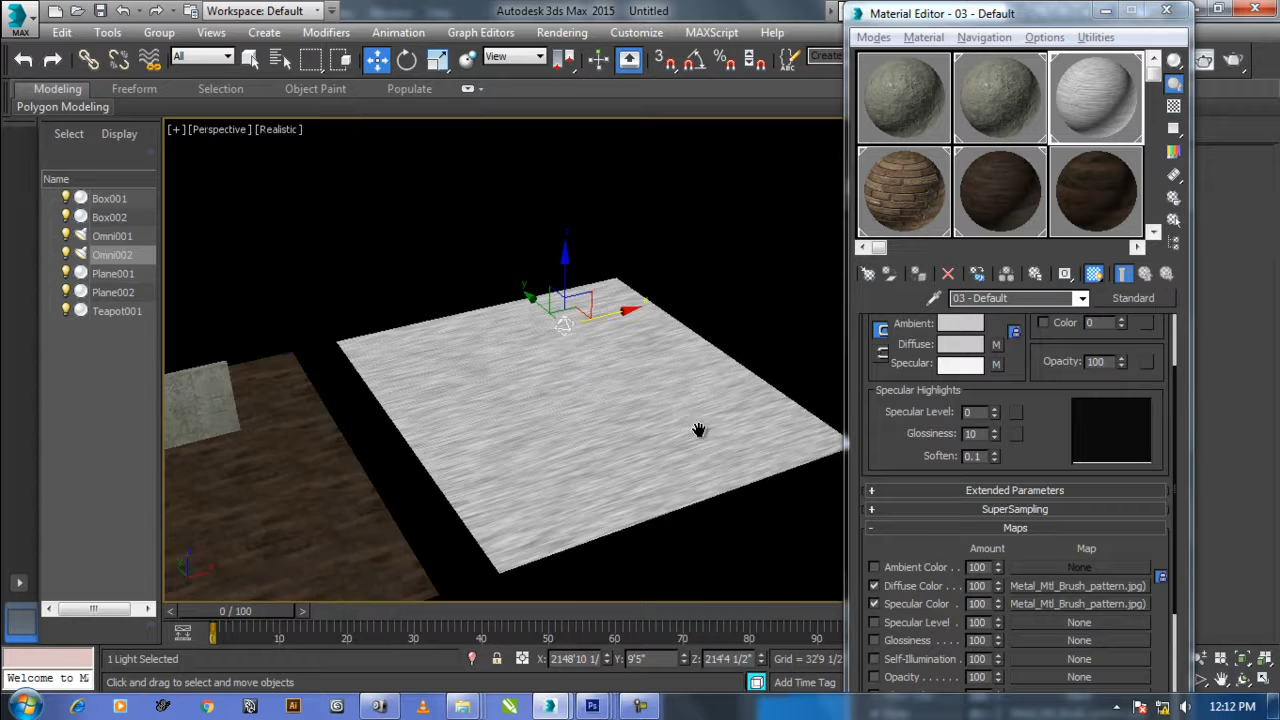 MAX
Workspace: Default
Autodesk 3ds Max 2015 Untitled
Edit Tools Group Views Create Modifiers Animation Graph Editors Rendering Customize MAXScript Help
All
View
3
Create
Modeling Freeform Selection Object Paint Populate
Polygon Modeling
Select Display
Name
Box001
Box002
Omni001
Omni002
Plane001
Plane002
Teapot001
[+] [Perspective] [Realistic]
z
y
x
Material Editor - 03 - Default
Modes Material Navigation Options Utilities
03 - Default
Standard
Ambient:
Diffuse: M
Specular: M
Color 0
Opacity: 100
Specular Highlights
Specular Level: 0
Glossiness: 10
Soften: 0.1
+ Extended Parameters
+ SuperSampling
- Maps
Amount Map
Ambient Color . . 100 None
Diffuse Color . . . 100 Metal_Mtl_Brush_pattern.jpg)
Specular Color . 100 Metal_Mtl_Brush_pattern.jpg)
Specular Level . 100 None
Glossiness . . . . 100 None
Self-Illumination . 100 None
Opacity . . . . . . 100 None
< 0 / 100 >
0 10 20 30 40 50 60 70 80 90
1 Light Selected
X: 2148'10 1/ Y: 9'5" Z: 214'4 1/2" Grid = 32'9 1/2
Welcome to M
Click and drag to select and move objects
Add Time Tag
12:12 PM